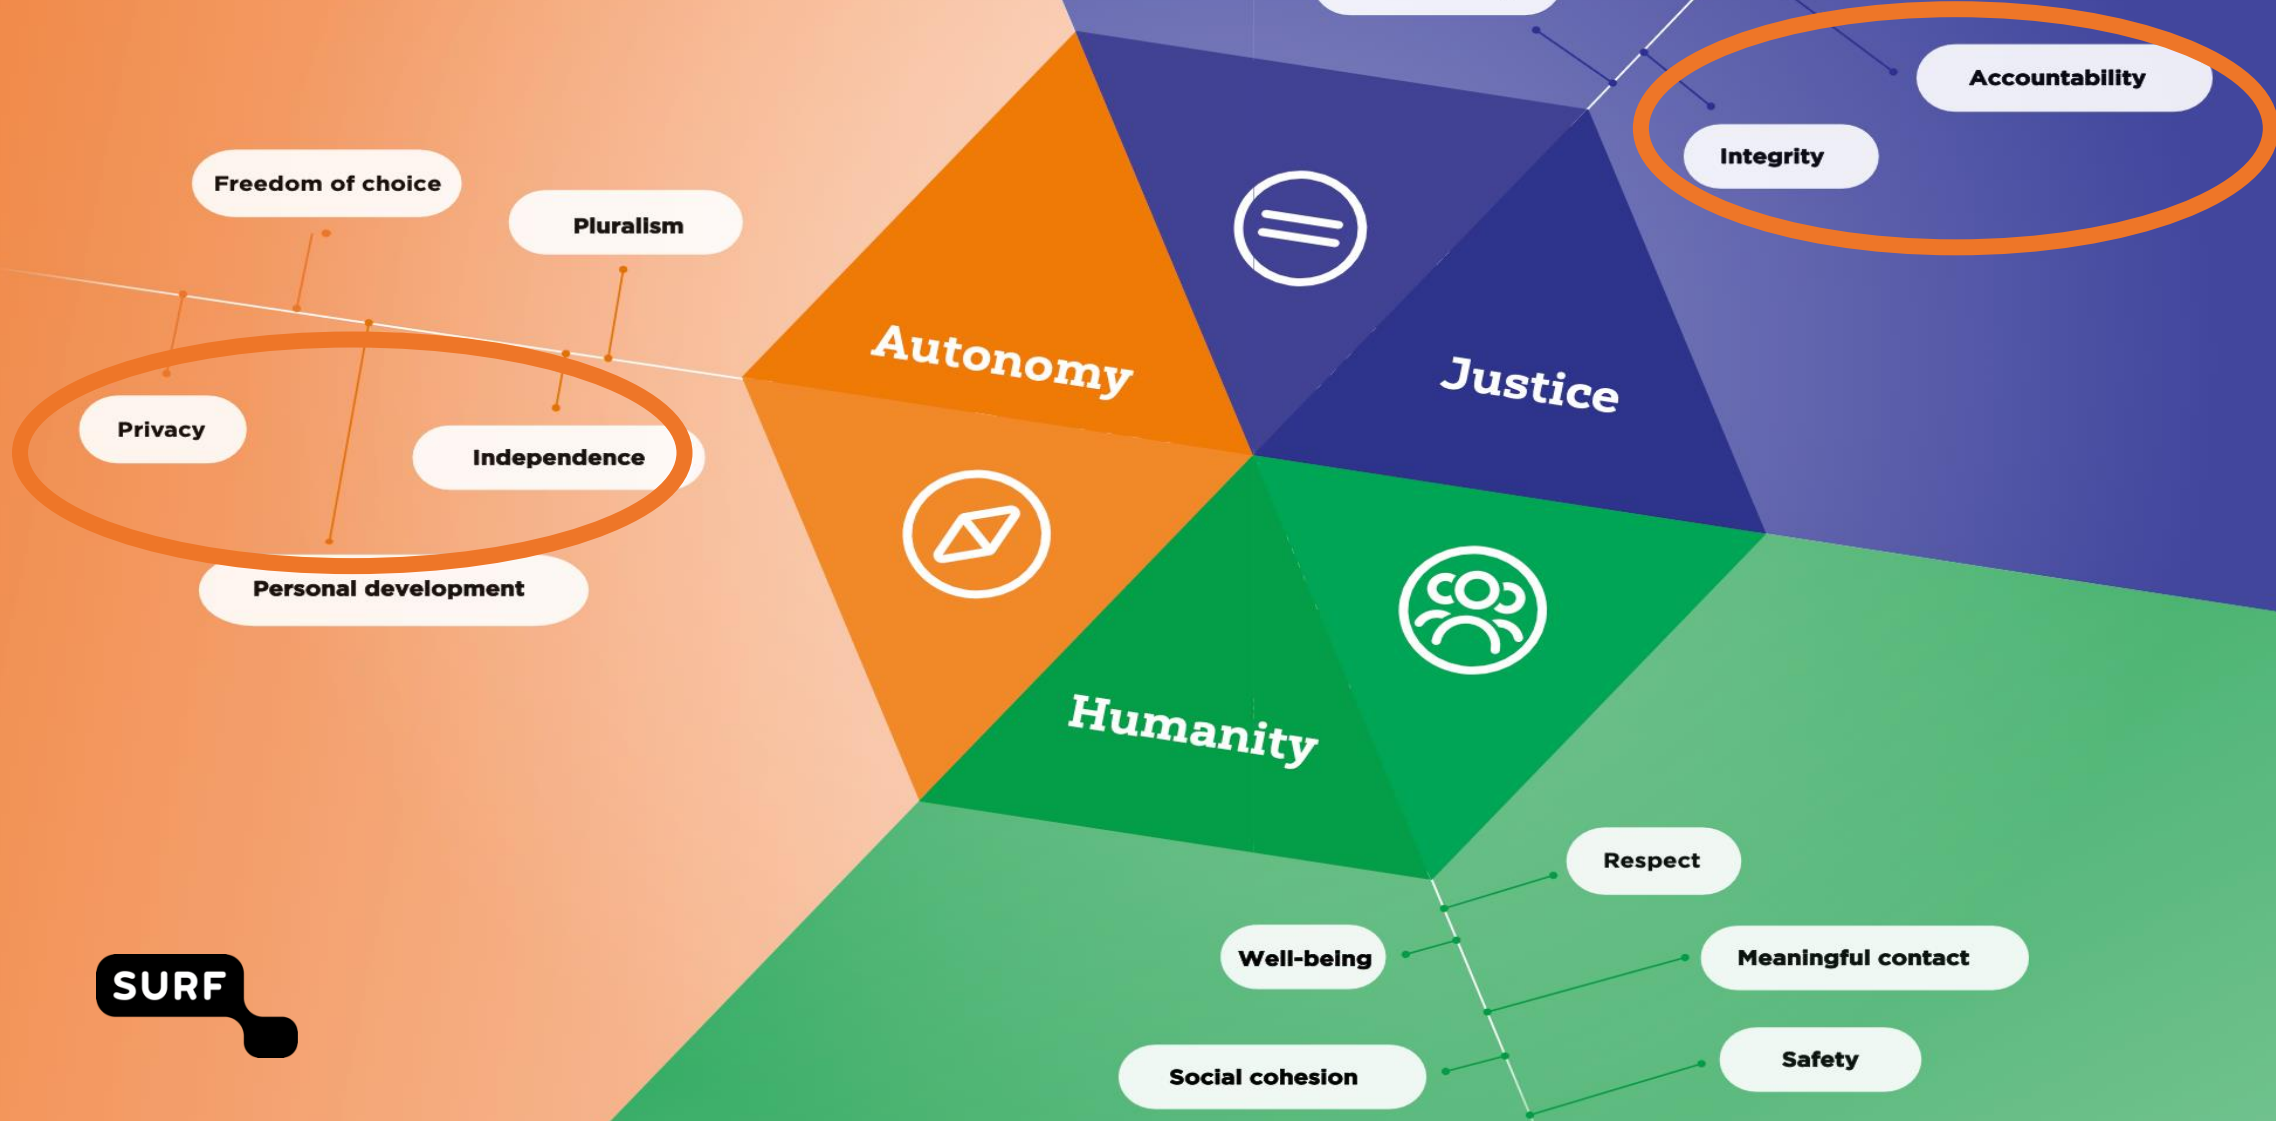 Accountability
Integrity
Freedom of choice
Pluralism
Autonomy
Justice
Privacy
Independence
Personal development
Humanity
Respect
Well-being
Meaningful contact
SURF
Safety
Social cohesion